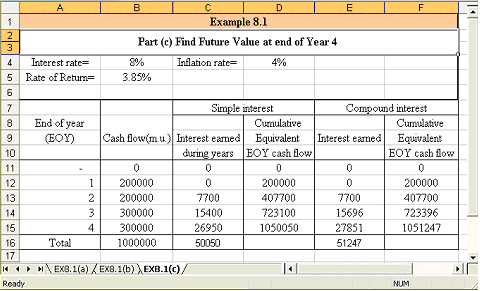 A B C D E F
1 Example 8.1
2 Part (c) Find Future Value at end of Year 4
3
4 Interest rate= 8% Inflation rate= 4%
5 Rate of Return= 3.85%
6
7 Simple interest Compound interest
8 End of year Cumulative Cumulative
9 (EOY) Cash flow(m.u.) Interest earned Equivalent Interest earned Equivalent
10 during years EOY cash flow EOY cash flow
11 - 0 0 0 0 0
12 1 200000 0 200000 0 200000
13 2 200000 7700 407700 7700 407700
14 3 300000 15400 723100 15696 723396
15 4 300000 26950 1050050 27851 1051247
16 Total 1000000 50050 51247
17
EX8.1(a) EX8.1(b) EX8.1(c)
Ready NUM